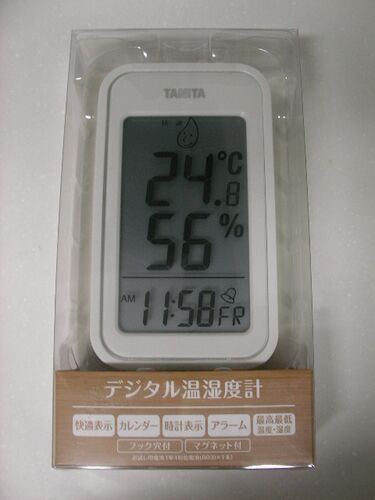 TANITA
快適
24.8℃
56%
AM 11:58 FR
デジタル温湿度計
快適表示 カレンダー 時計表示 アラーム 最高最低温度・湿度
フック穴付 マグネット付